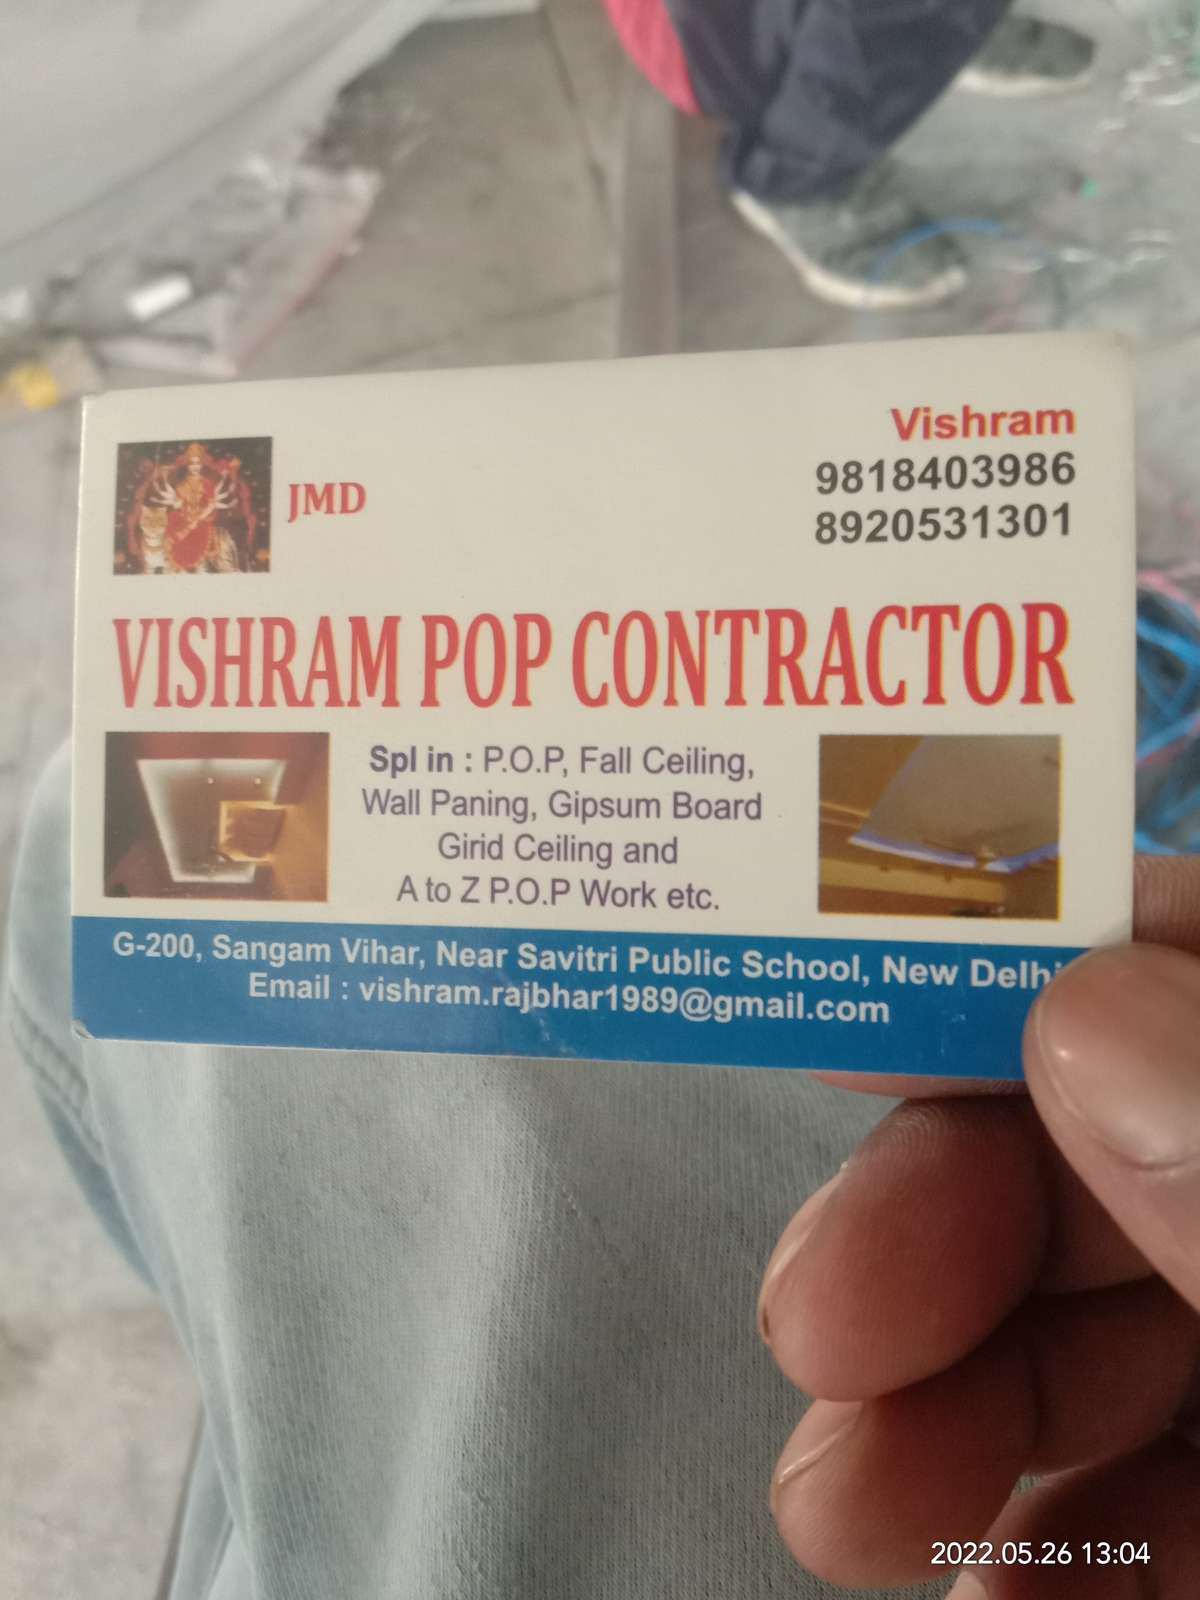 JMD
Vishram
9818403986
8920531301
VISHRAM POP CONTRACTOR
Spl in : P.O.P, Fall Ceiling,
Wall Paning, Gipsum Board
Girid Ceiling and
A to Z P.O.P Work etc.
G-200, Sangam Vihar, Near Savitri Public School, New Delhi
Email : vishram.rajbhar1989@gmail.com
2022.05.26 13:04